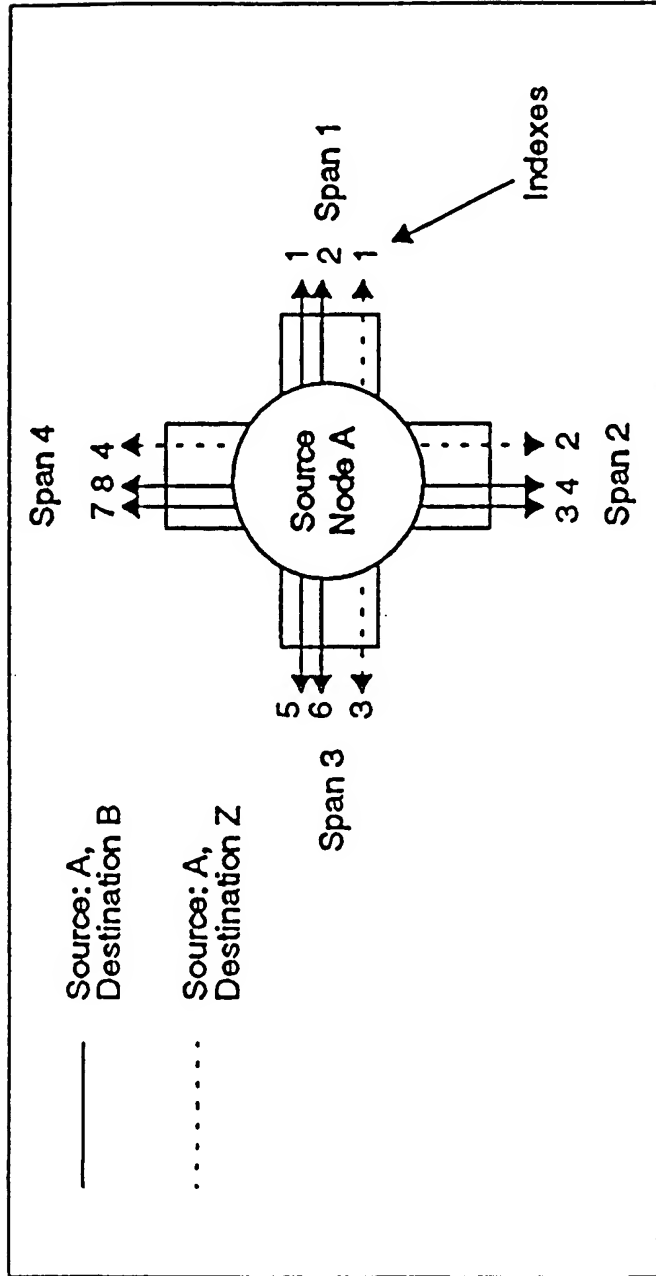 Source: A,
Destination B
Source: A,
Destination Z
Span 4
7 8 4
Span 3
5
6
3
Source
Node A
1
2
1
Span 1
3 4 2
Span 2
Indexes